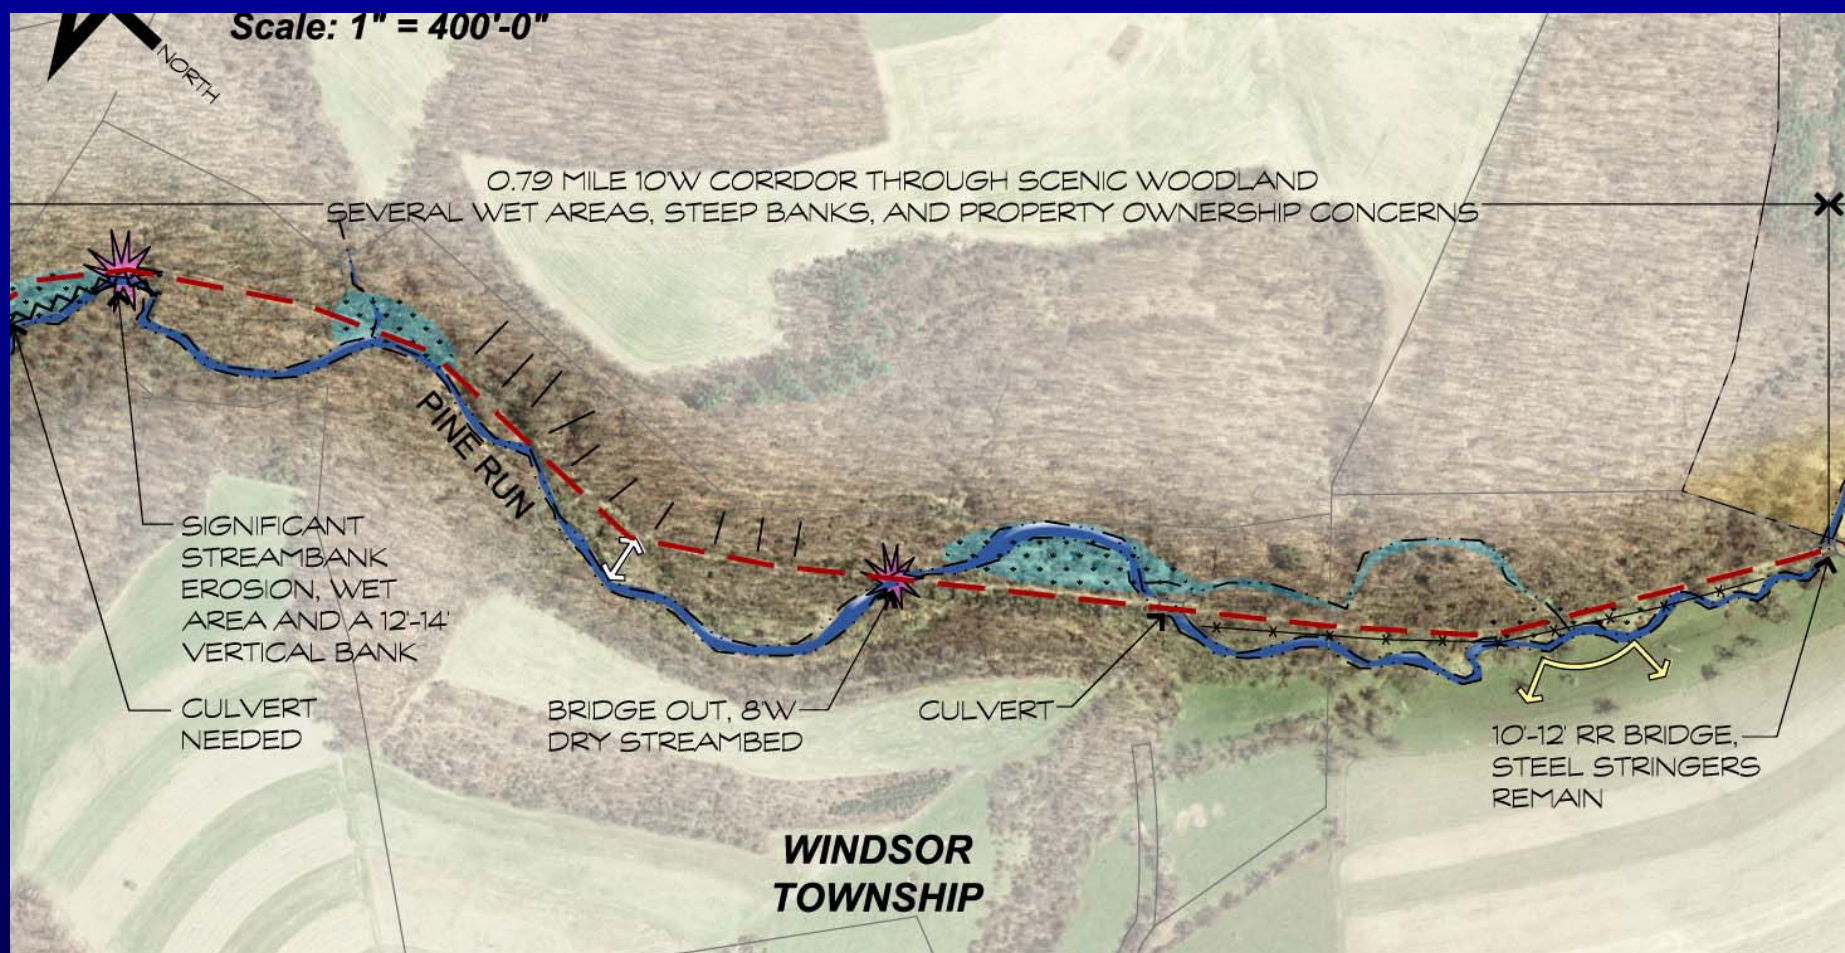 Scale: 1" = 400'-0"
NORTH
0.79 MILE 10'W CORRDOR THROUGH SCENIC WOODLAND
SEVERAL WET AREAS, STEEP BANKS, AND PROPERTY OWNERSHIP CONCERNS
PINE RUN
SIGNIFICANT
STREAMBANK
EROSION, WET
AREA AND A 12'-14'
VERTICAL BANK
CULVERT
NEEDED
BRIDGE OUT, 8'W
DRY STREAMBED
CULVERT
10'-12' RR BRIDGE,
STEEL STRINGERS
REMAIN
WINDSOR
TOWNSHIP